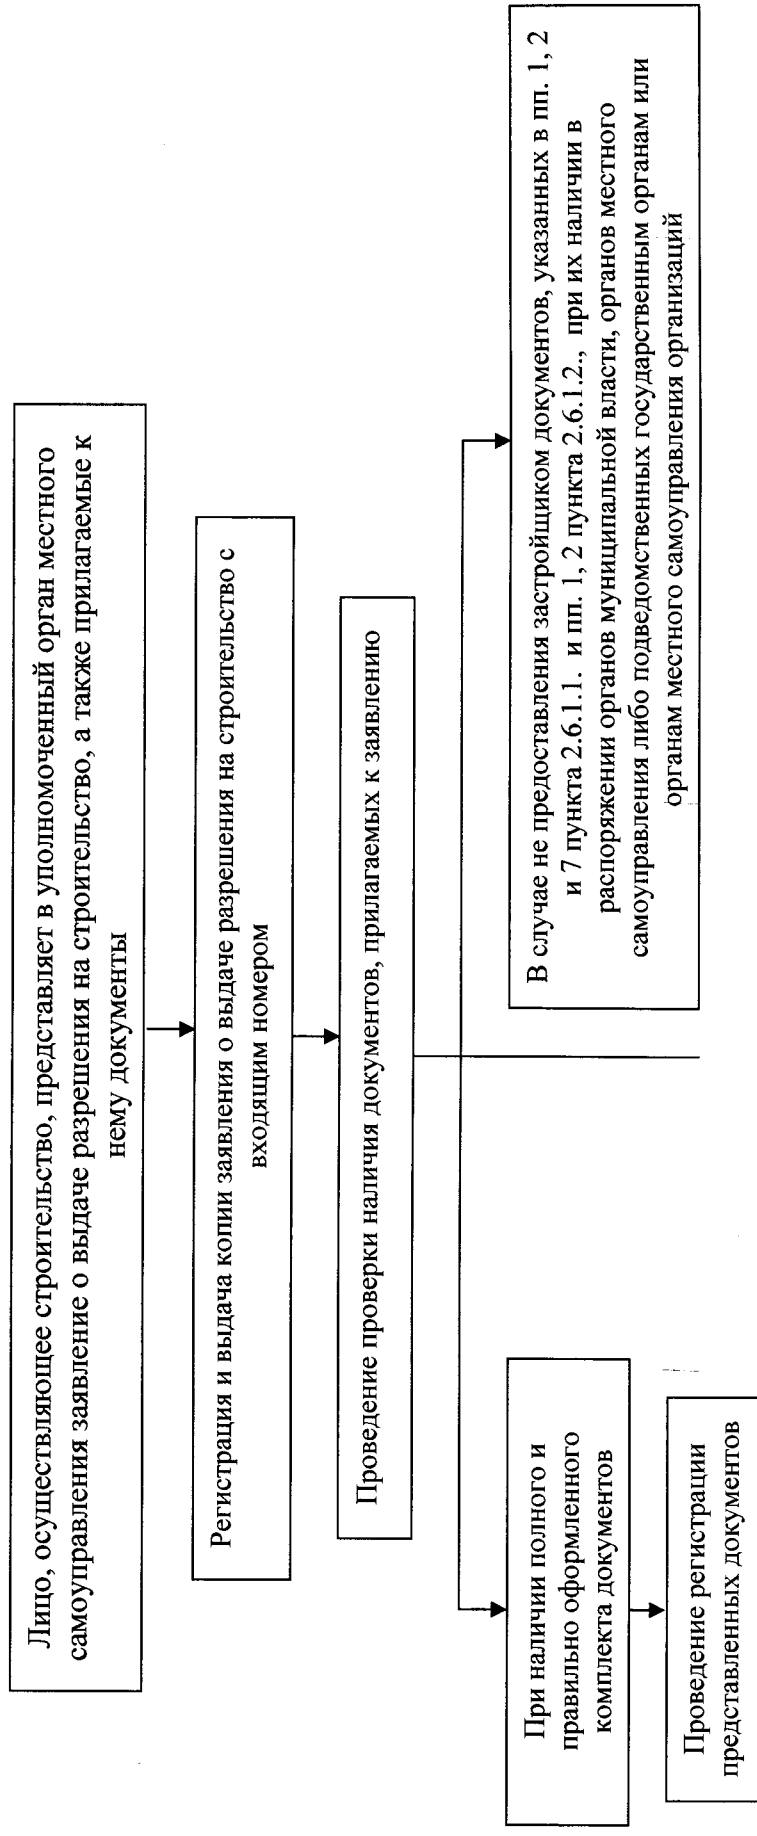 Лицо, осуществляющее строительство, представляет в уполномоченный орган местного
самоуправления заявление о выдаче разрешения на строительство, а также прилагаемые к
нему документы
Регистрация и выдача копии заявления о выдаче разрешения на строительство с
входящим номером
Проведение проверки наличия документов, прилагаемых к заявлению
При наличии полного и
правильно оформленного
комплекта документов
Проведение регистрации
представленных документов
В случае не предоставления застройщиком документов, указанных в пп. 1, 2
и 7 пункта 2.6.1.1. и пп. 1, 2 пункта 2.6.1.2., при их наличии в
распоряжении органов муниципальной власти, органов местного
самоуправления либо подведомственных государственным органам или
органам местного самоуправления организаций